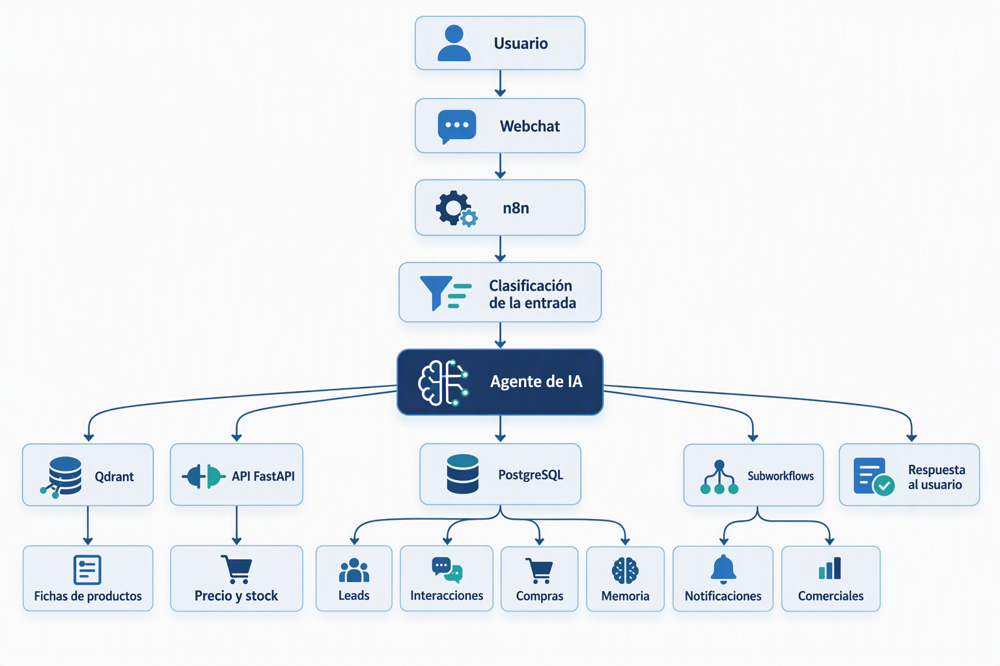 Usuario
Webchat
n8n
Clasificación
de la entrada
Agente de IA
Qdrant
API FastAPI
PostgreSQL
Subworkflows
Respuesta
al usuario
Fichas de productos
Precio y stock
Leads
Interacciones
Compras
Memoria
Notificaciones
Comerciales